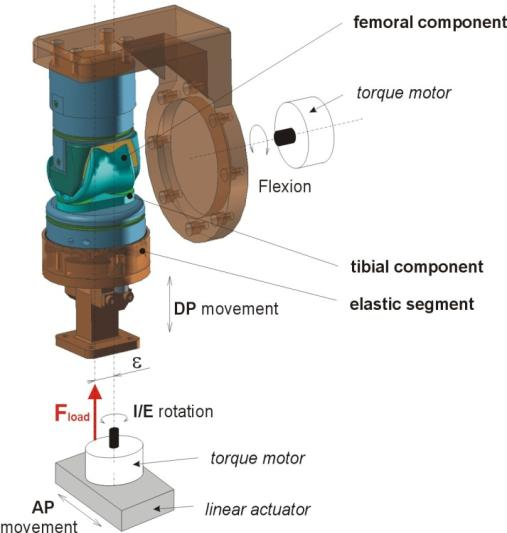 femoral component
torque motor
Flexion
tibial component
elastic segment
DP movement
ε
Fload
I/E rotation
torque motor
AP
movement
linear actuator